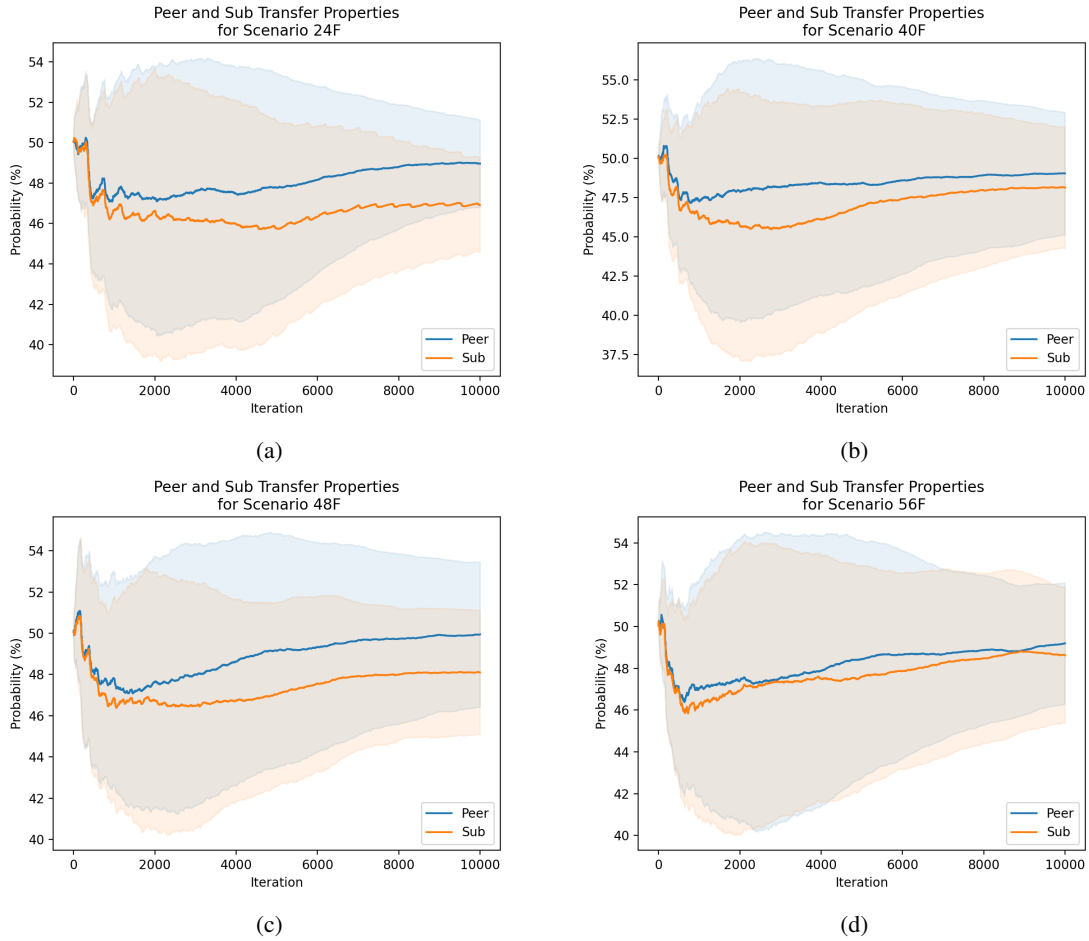 Peer and Sub Transfer Properties
for Scenario 24F
Probability (%)
54
52
50
48
46
44
42
40
0
2000
4000
6000
8000
10000
Iteration
Peer
Sub
(a)
Peer and Sub Transfer Properties
for Scenario 40F
Probability (%)
55.0
52.5
50.0
47.5
45.0
42.5
40.0
37.5
0
2000
4000
6000
8000
10000
Iteration
Peer
Sub
(b)
Peer and Sub Transfer Properties
for Scenario 48F
Probability (%)
54
52
50
48
46
44
42
40
0
2000
4000
6000
8000
10000
Iteration
Peer
Sub
(c)
Peer and Sub Transfer Properties
for Scenario 56F
Probability (%)
54
52
50
48
46
44
42
40
0
2000
4000
6000
8000
10000
Iteration
Peer
Sub
(d)